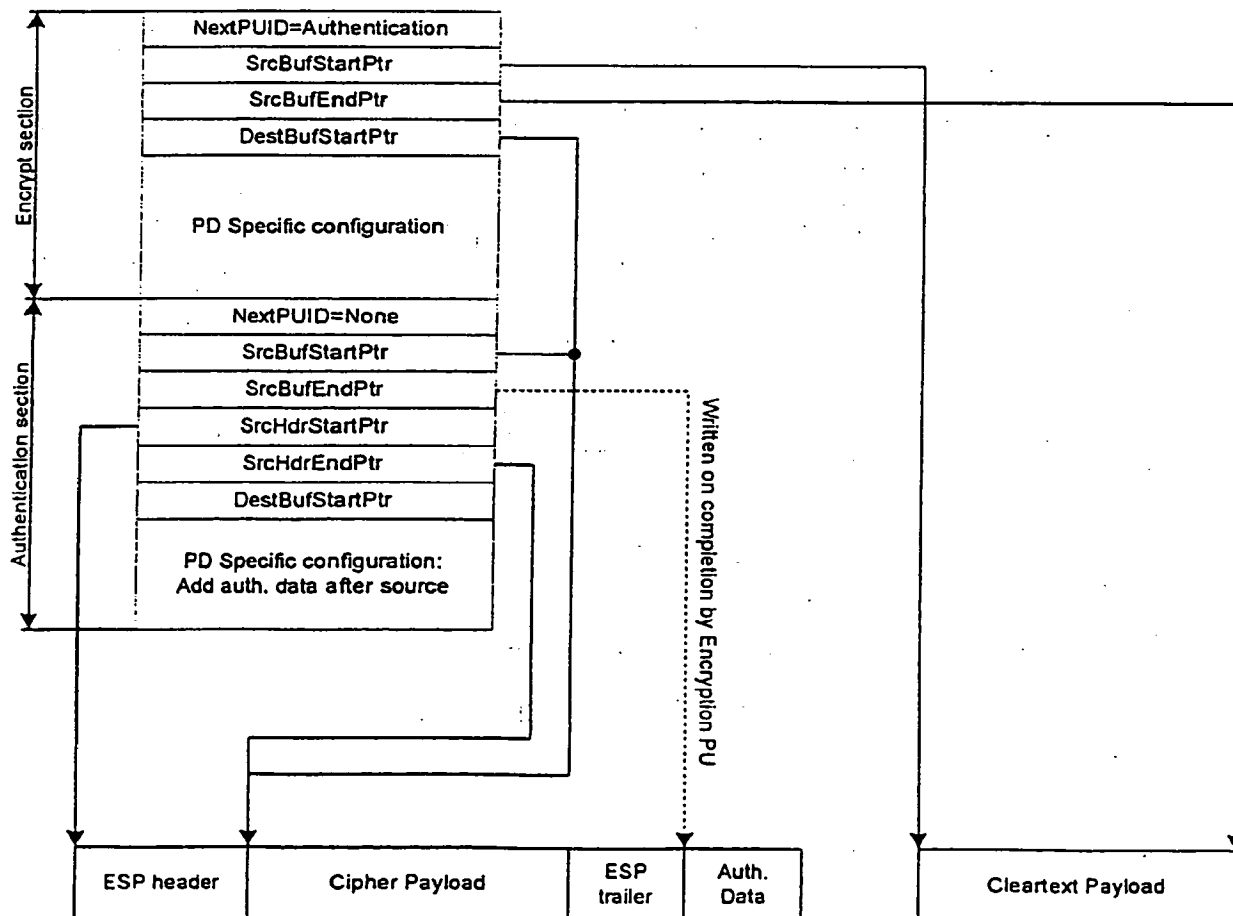 NextPUID=Authentication
SrcBufStartPtr
SrcBufEndPtr
DestBufStartPtr
PD Specific configuration
Encrypt section
NextPUID=None
SrcBufStartPtr
SrcBufEndPtr
SrcHdrStartPtr
SrcHdrEndPtr
DestBufStartPtr
PD Specific configuration:
Add auth. data after source
Authentication section
Written on completion by Encryption PU
ESP header
Cipher Payload
ESP
trailer
Auth.
Data
Cleartext Payload